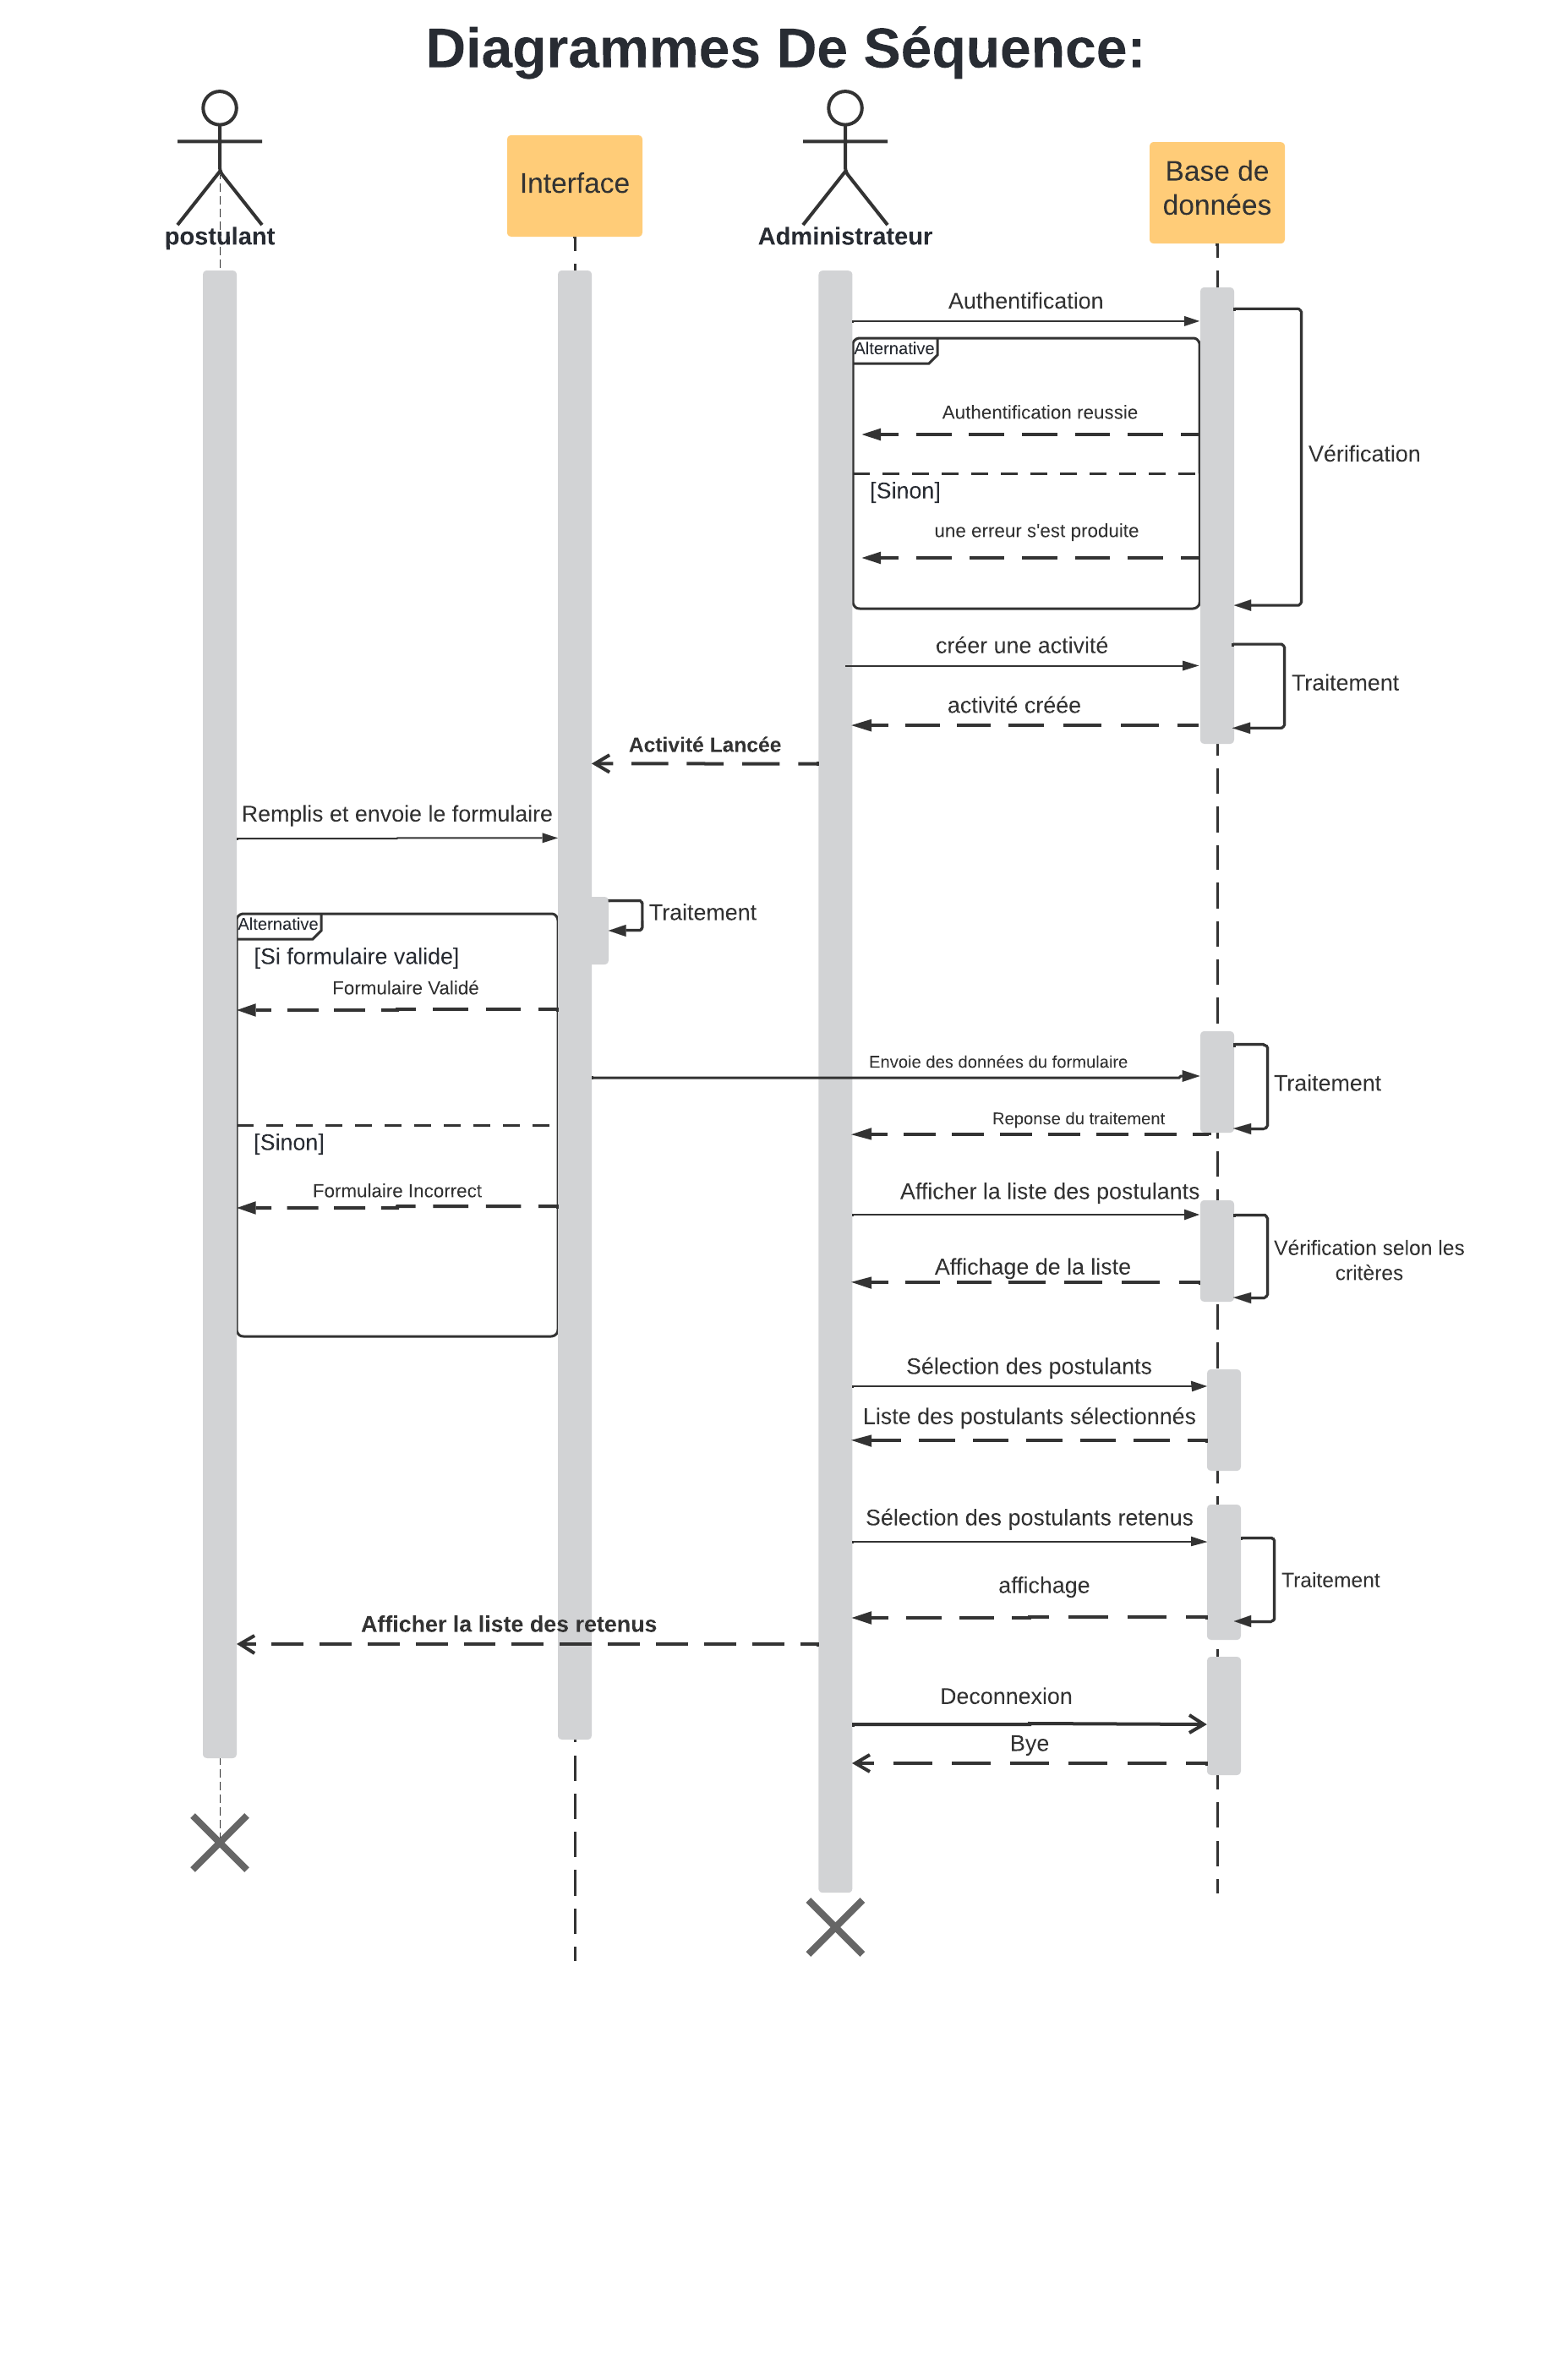 Diagrammes De Séquence:
postulant
Interface
Administrateur
Base de
données
Authentification
Alternative
Authentification reussie
Vérification
[Sinon]
une erreur s'est produite
créer une activité
Traitement
activité créée
Activité Lancée
Remplis et envoie le formulaire
Traitement
Alternative
[Si formulaire valide]
Formulaire Validé
Envoie des données du formulaire
Traitement
Reponse du traitement
[Sinon]
Formulaire Incorrect
Afficher la liste des postulants
Vérification selon les
critères
Affichage de la liste
Sélection des postulants
Liste des postulants sélectionnés
Sélection des postulants retenus
Traitement
affichage
Afficher la liste des retenus
Deconnexion
Bye